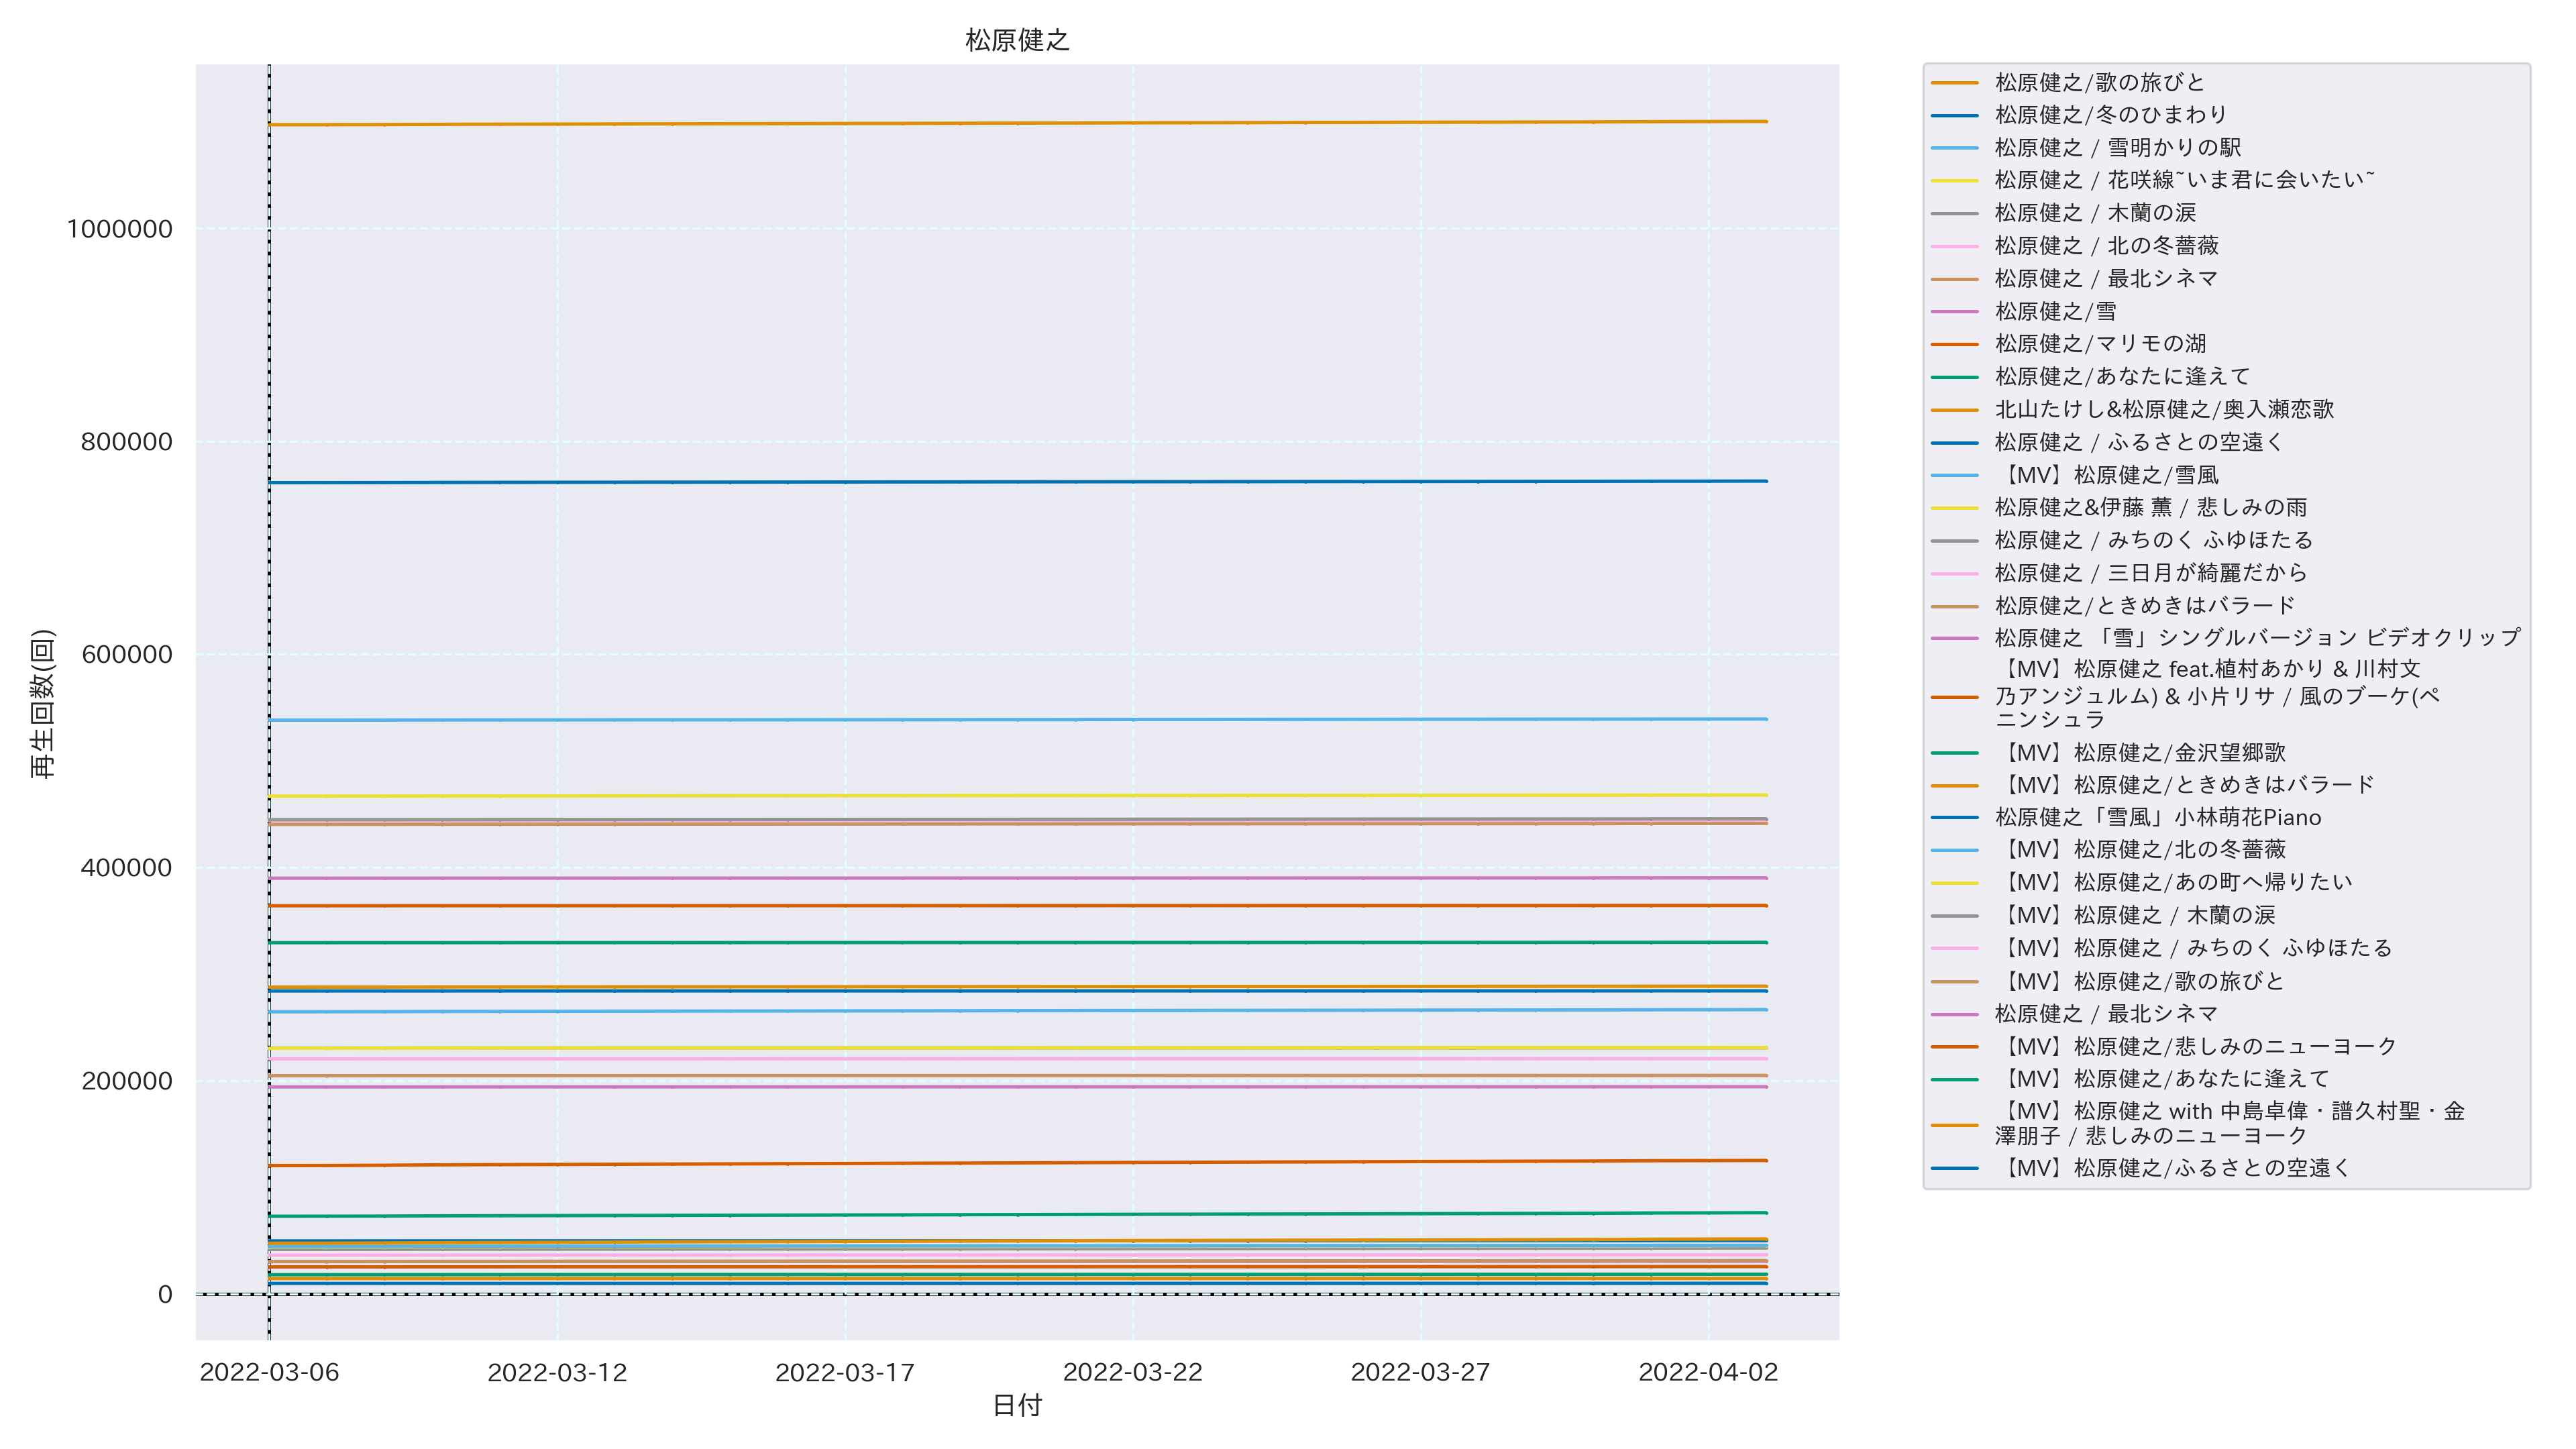 松原健之
1000000
800000
600000
400000
200000
0
再生回数(回)
2022-03-06
2022-03-12
2022-03-17
2022-03-22
2022-03-27
2022-04-02
日付
松原健之/歌の旅びと
松原健之/冬のひまわり
松原健之 / 雪明かりの駅
松原健之 / 花咲線~いま君に会いたい~
松原健之 / 木蘭の涙
松原健之 / 北の冬薔薇
松原健之 / 最北シネマ
松原健之/雪
松原健之/マリモの湖
松原健之/あなたに逢えて
北山たけし&松原健之/奥入瀬恋歌
松原健之 / ふるさとの空遠く
【MV】松原健之/雪風
松原健之&伊藤 薫 / 悲しみの雨
松原健之 / みちのく ふゆほたる
松原健之 / 三日月が綺麗だから
松原健之/ときめきはバラード
松原健之 「雪」シングルバージョン ビデオクリップ
【MV】松原健之 feat.植村あかり & 川村文
乃アンジュルム) & 小片リサ / 風のブーケ(ペ
ニンシュラ
【MV】松原健之/金沢望郷歌
【MV】松原健之/ときめきはバラード
松原健之「雪風」小林萌花Piano
【MV】松原健之/北の冬薔薇
【MV】松原健之/あの町へ帰りたい
【MV】松原健之 / 木蘭の涙
【MV】松原健之 / みちのく ふゆほたる
【MV】松原健之/歌の旅びと
松原健之 / 最北シネマ
【MV】松原健之/悲しみのニューヨーク
【MV】松原健之/あなたに逢えて
【MV】松原健之 with 中島卓偉・譜久村聖・金
澤朋子 / 悲しみのニューヨーク
【MV】松原健之/ふるさとの空遠く